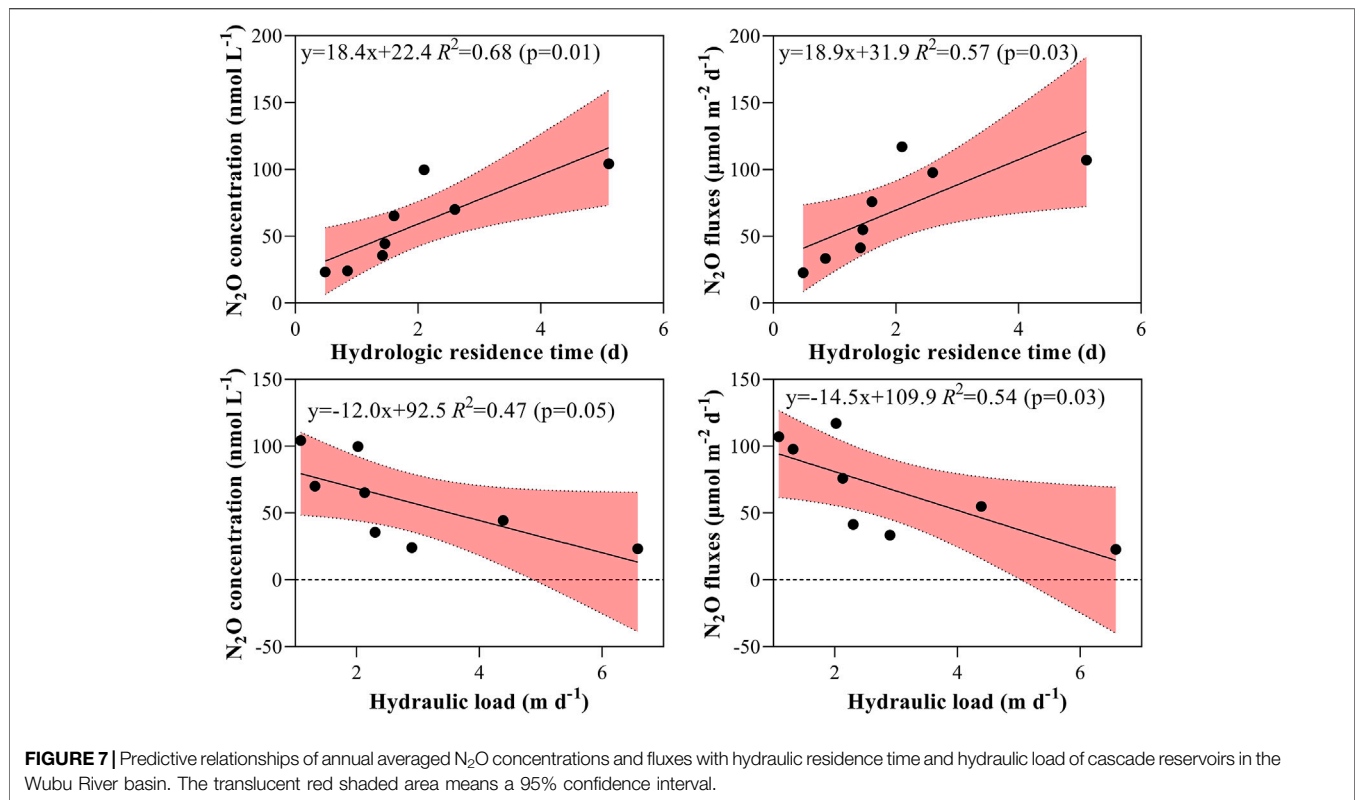 y=18.4x+22.4 R²=0.68 (p=0.01)
200
150
100
50
0
N₂O concentration (nmol L⁻¹)
0 2 4 6
Hydrologic residence time (d)
y=18.9x+31.9 R²=0.57 (p=0.03)
200
150
100
50
0
N₂O fluxes (μmol m⁻² d⁻¹)
0 2 4 6
Hydrologic residence time (d)
y=-12.0x+92.5 R²=0.47 (p=0.05)
150
100
50
0
-50
N₂O concentration (nmol L⁻¹)
2 4 6
Hydraulic load (m d⁻¹)
y=-14.5x+109.9 R²=0.54 (p=0.03)
150
100
50
0
-50
N₂O fluxes (μmol m⁻² d⁻¹)
2 4 6
Hydraulic load (m d⁻¹)
FIGURE 7 | Predictive relationships of annual averaged N₂O concentrations and fluxes with hydraulic residence time and hydraulic load of cascade reservoirs in the
Wubu River basin. The translucent red shaded area means a 95% confidence interval.